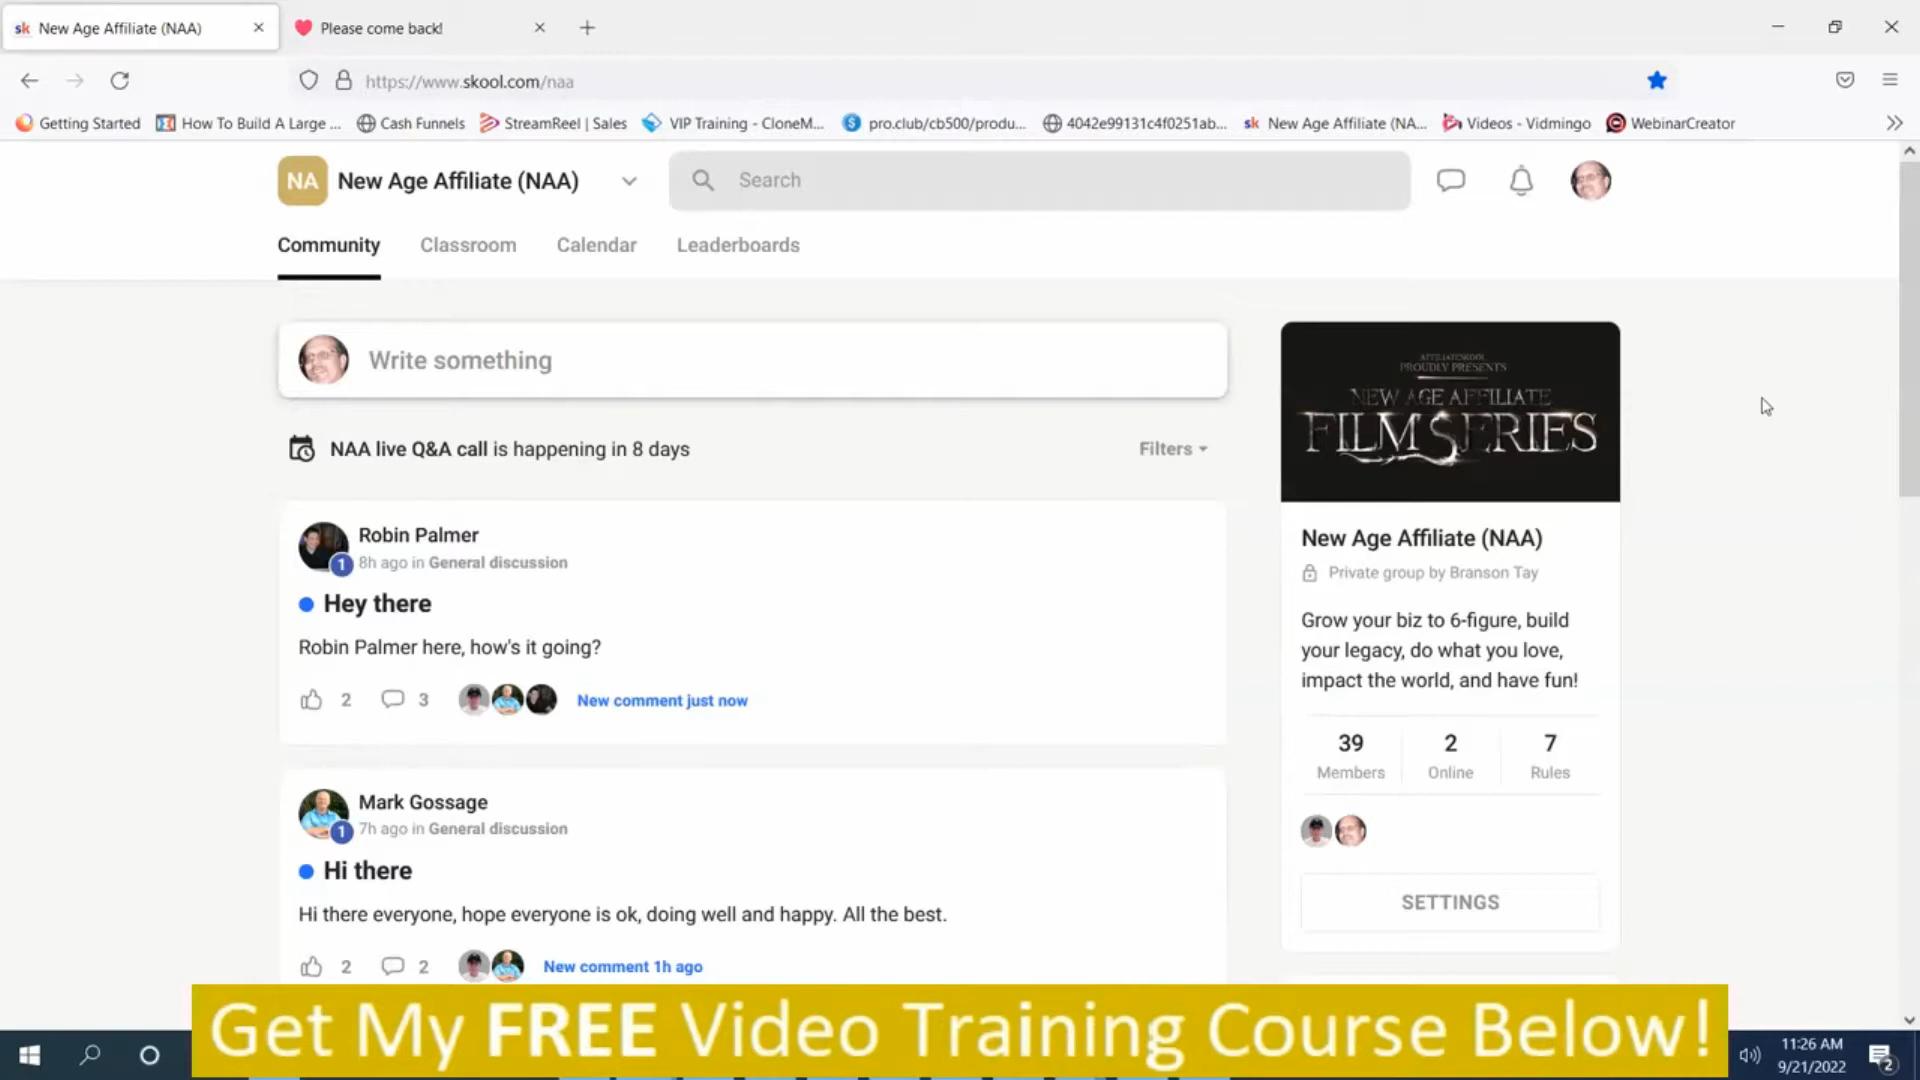 sk New Age Affiliate (NAA)
Please come back!
https://www.skool.com/naa
Getting Started
How To Build A Large ...
Cash Funnels
StreamReel | Sales
VIP Training - CloneM...
pro.club/cb500/produ...
4042e99131c4f0251ab...
sk New Age Affiliate (NA...
Videos - Vidmingo
WebinarCreator
NA New Age Affiliate (NAA)
Search
Community
Classroom
Calendar
Leaderboards
Write something
NAA live Q&A call is happening in 8 days
Filters
Robin Palmer
1 8h ago in General discussion
Hey there
Robin Palmer here, how's it going?
2 3 New comment just now
Mark Gossage
1 7h ago in General discussion
Hi there
Hi there everyone, hope everyone is ok, doing well and happy. All the best.
2 2 New comment 1h ago
AFFILIATESKOOL
PROUDLY PRESENTS
NEW AGE AFFILIATE
FILM SERIES
New Age Affiliate (NAA)
Private group by Branson Tay
Grow your biz to 6-figure, build
your legacy, do what you love,
impact the world, and have fun!
39 2 7
Members Online Rules
SETTINGS
Get My FREE Video Training Course Below!
11:26 AM
9/21/2022
2